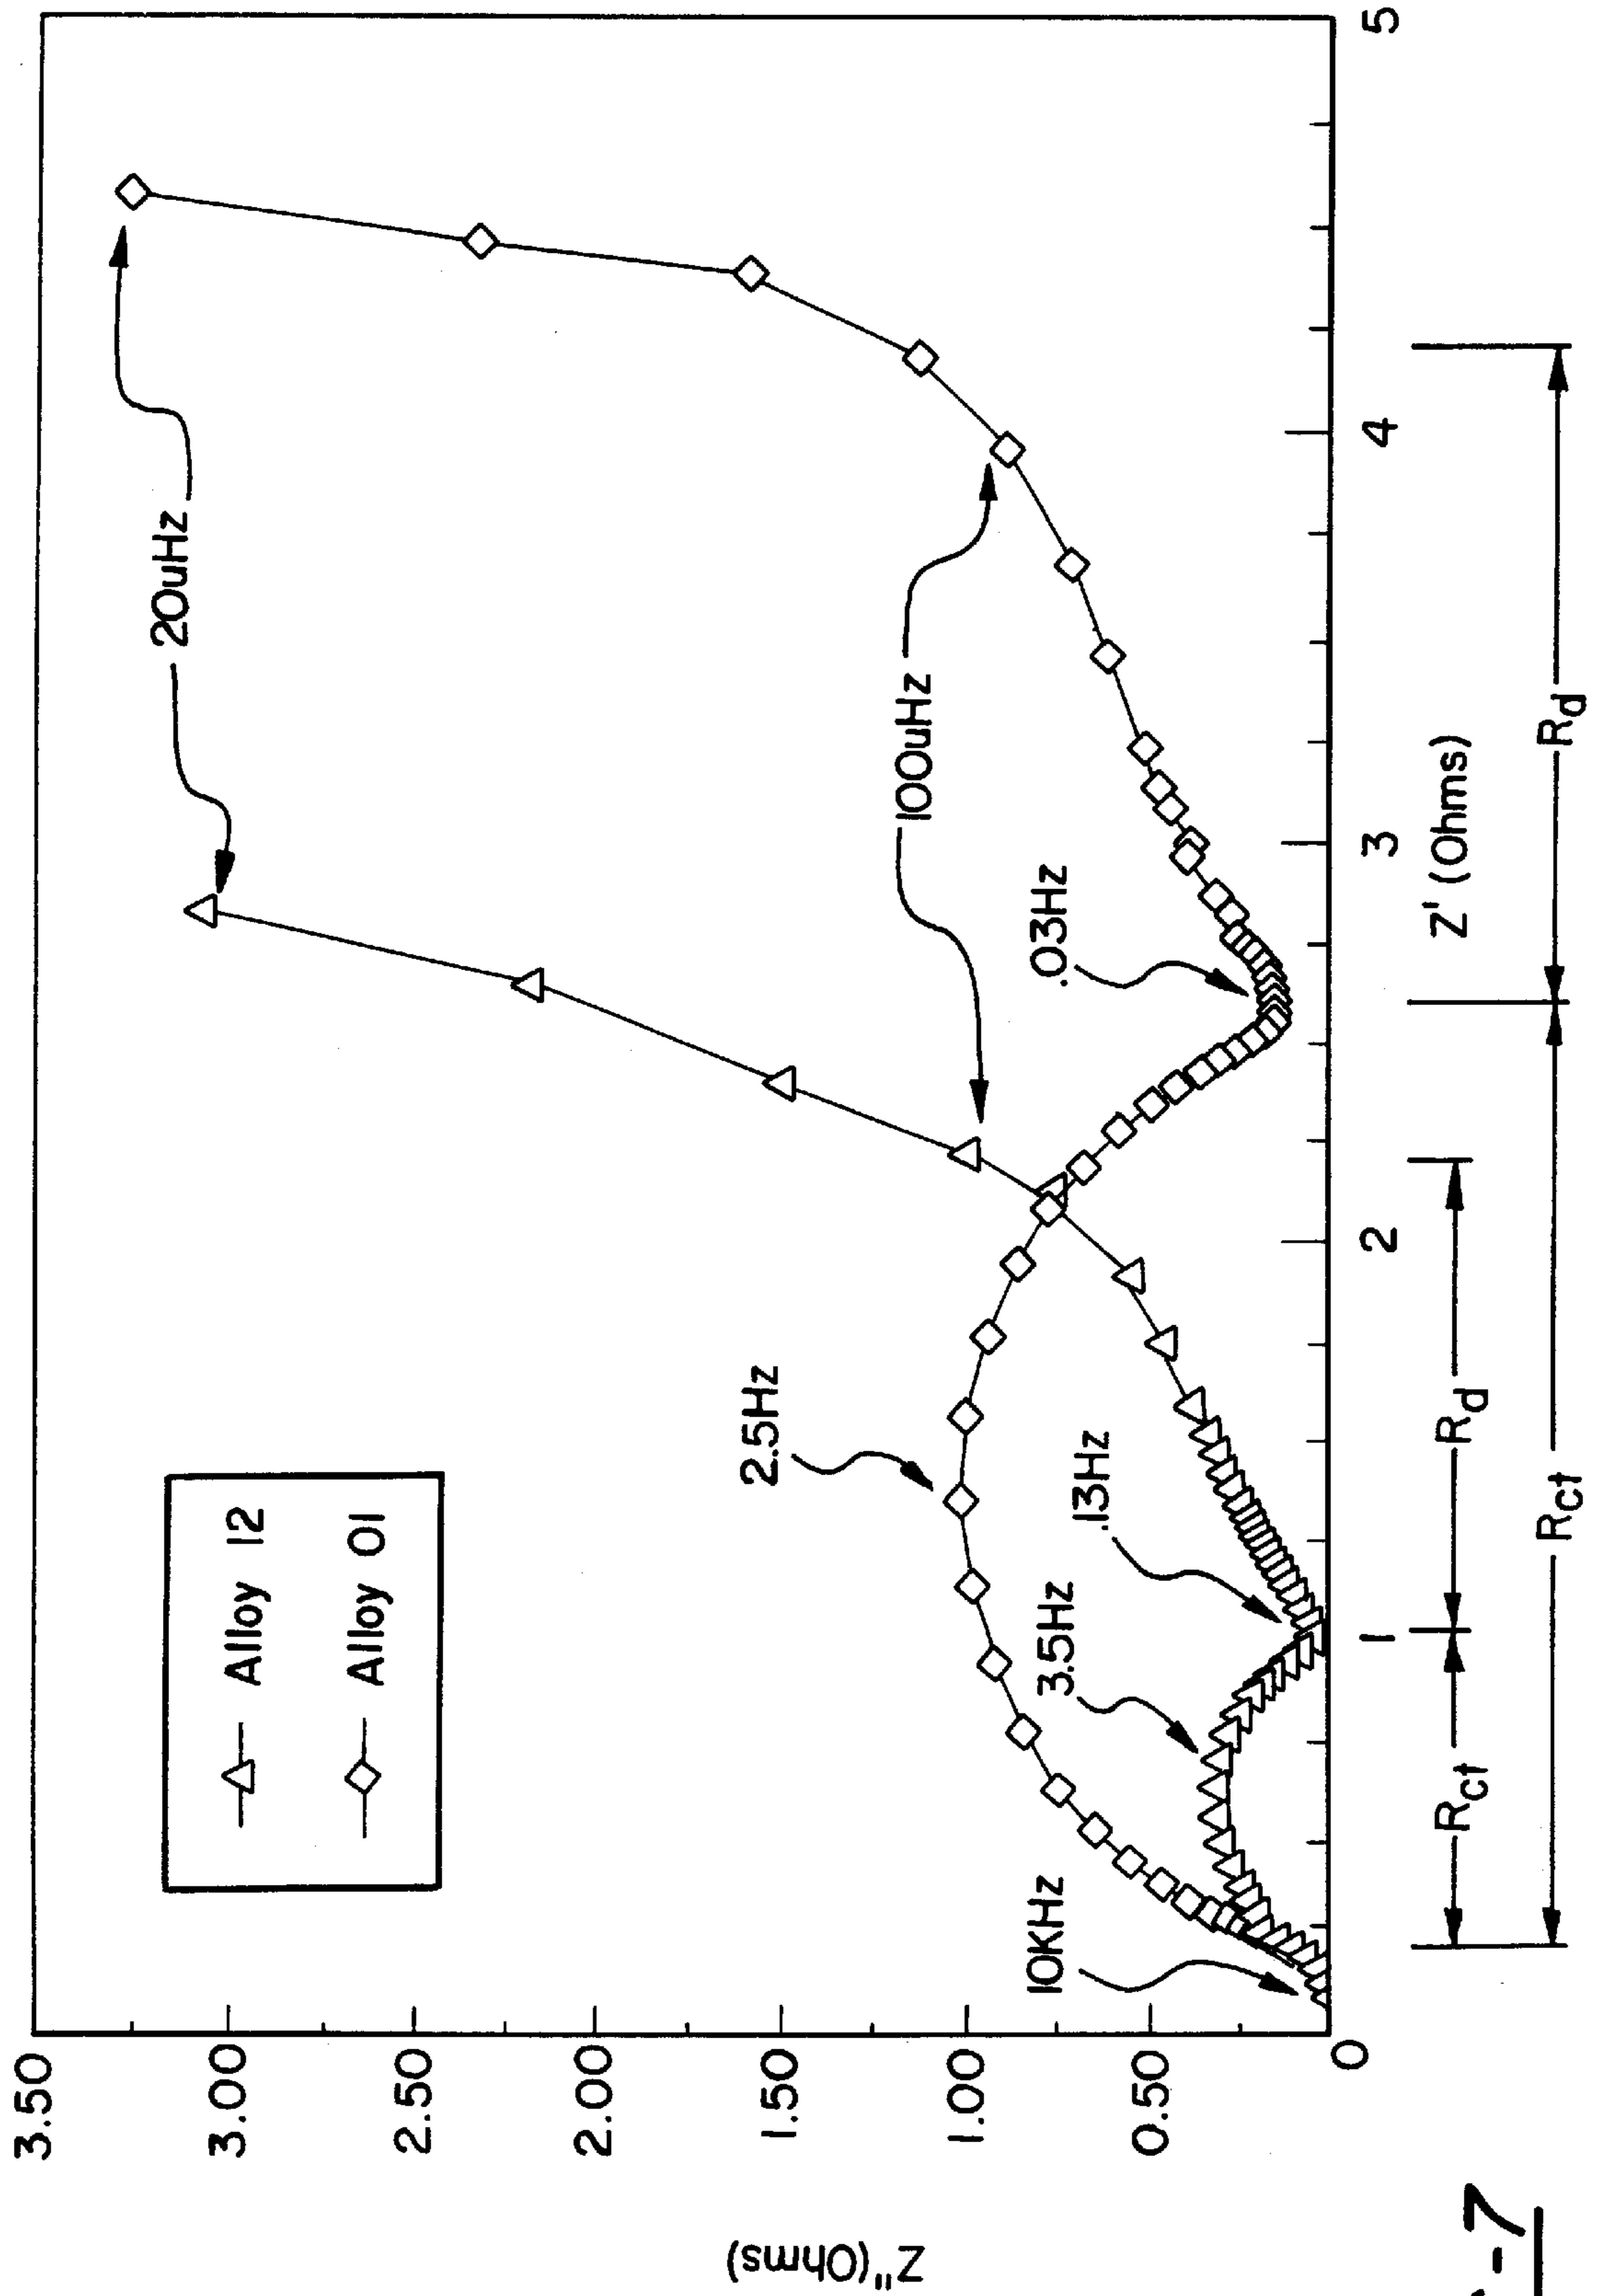 3.50
3.00
2.50
2.00
1.50
1.00
0.50
0
1
2
3
4
5
Z"(Ohms)
Z' (Ohms)
Alloy 12
Alloy 01
20uHz
100uHz
2.5Hz
.03Hz
.13Hz
3.5Hz
10KHz
Rct
Rd
Rct
Rd
-7